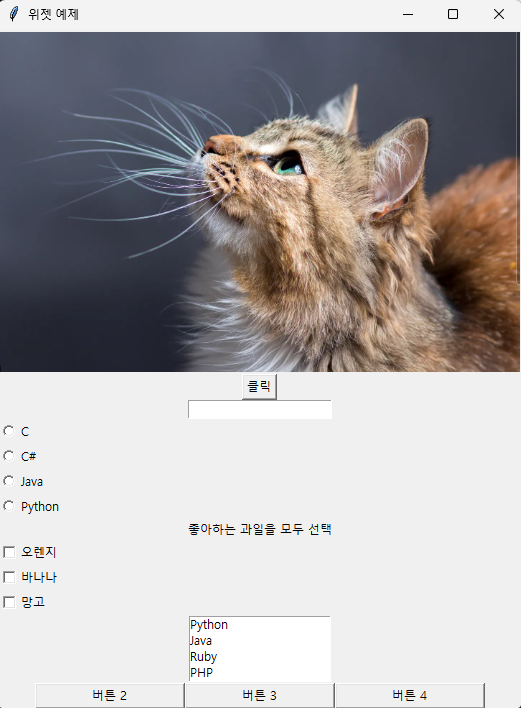 위젯 예제
클릭
C
C#
Java
Python
좋아하는 과일을 모두 선택
오렌지
바나나
망고
Python
Java
Ruby
PHP
버튼 2 버튼 3 버튼 4